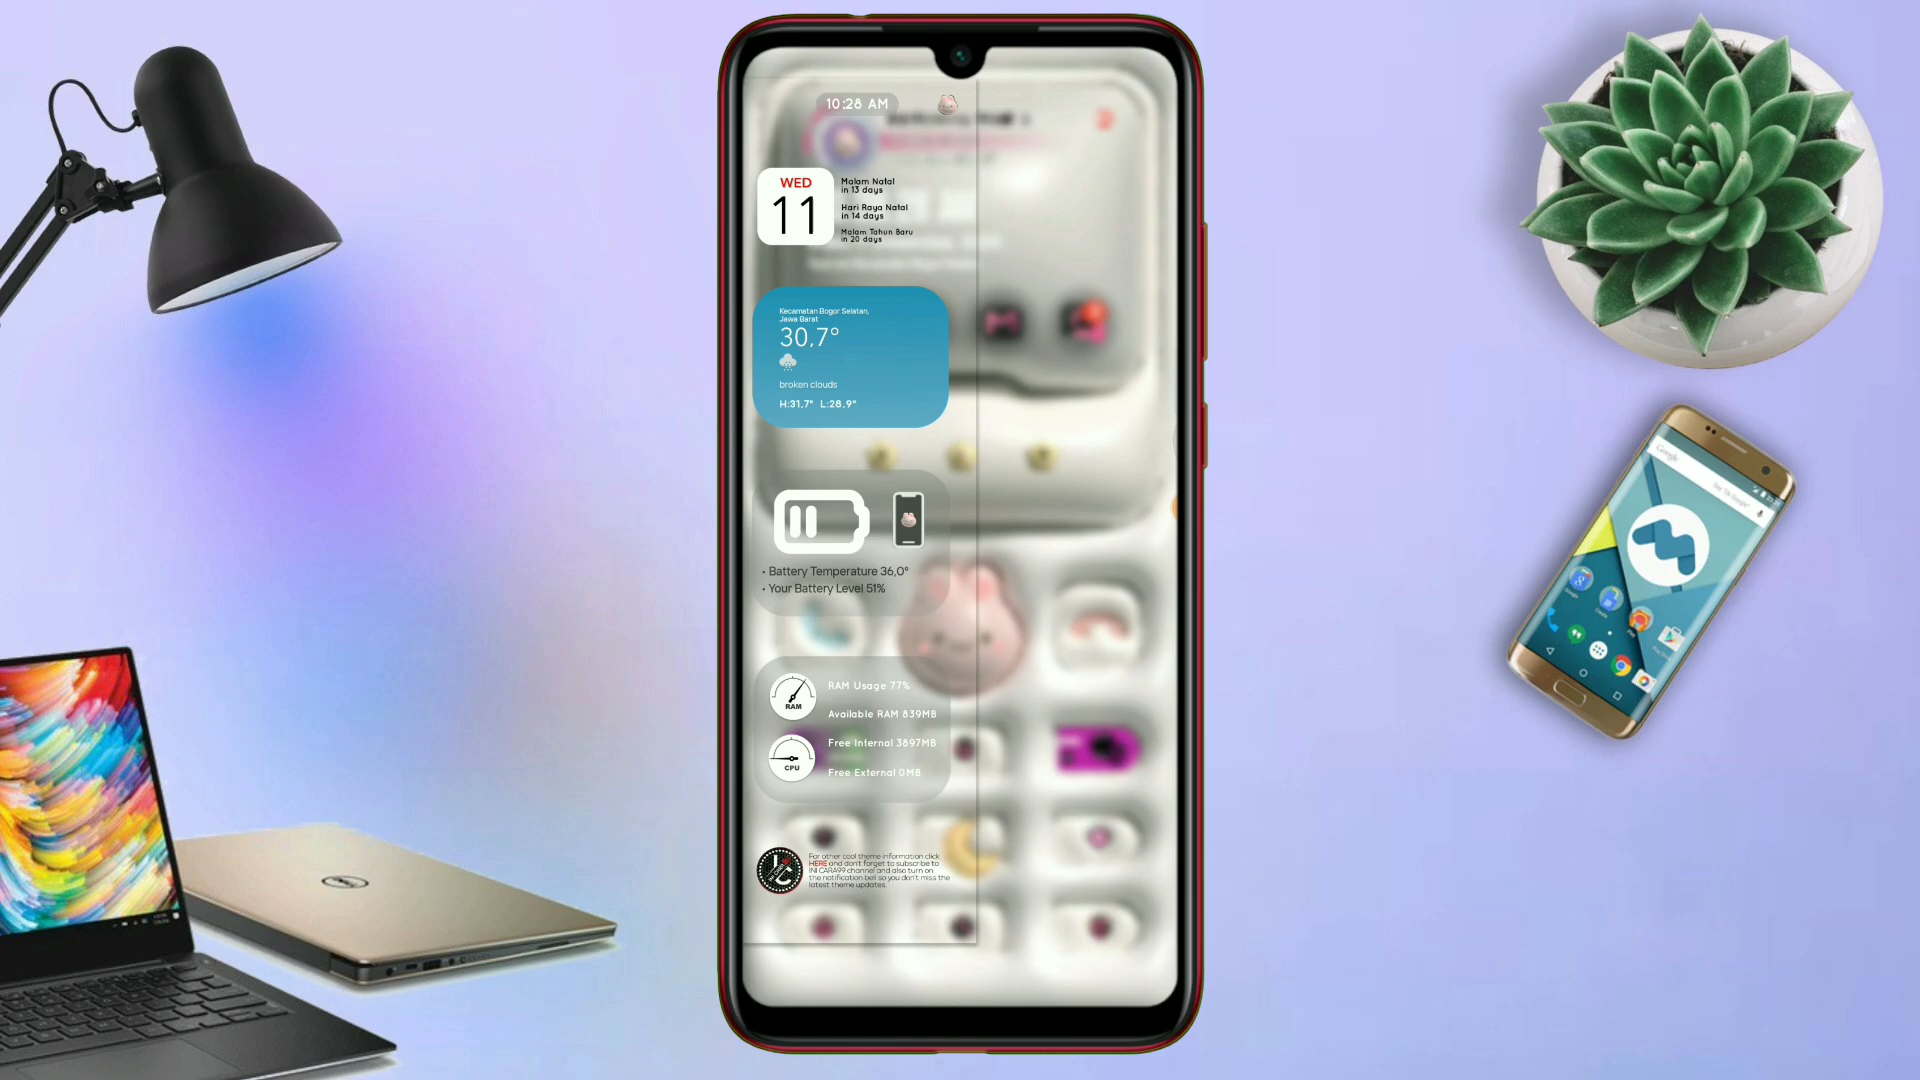 10:28 AM
WED
11
Malam Natal
in 13 days
Hari Raya Natal
in 14 days
Malam Tahun Baru
in 20 days
Kecamatan Bogor Selatan,
Jawa Barat
30,7°
broken clouds
H:31,7° L:28,9°
• Battery Temperature 36,0°
• Your Battery Level 51%
RAM
RAM Usage 77%
Available RAM 839MB
CPU
Free Internal 3897MB
Free External 0MB
For other cool theme information click
HERE and don't forget to subscribe to
INI CARA99 channel and also turn on
the notification bell so you don't miss the
latest theme updates.
Google
DELL